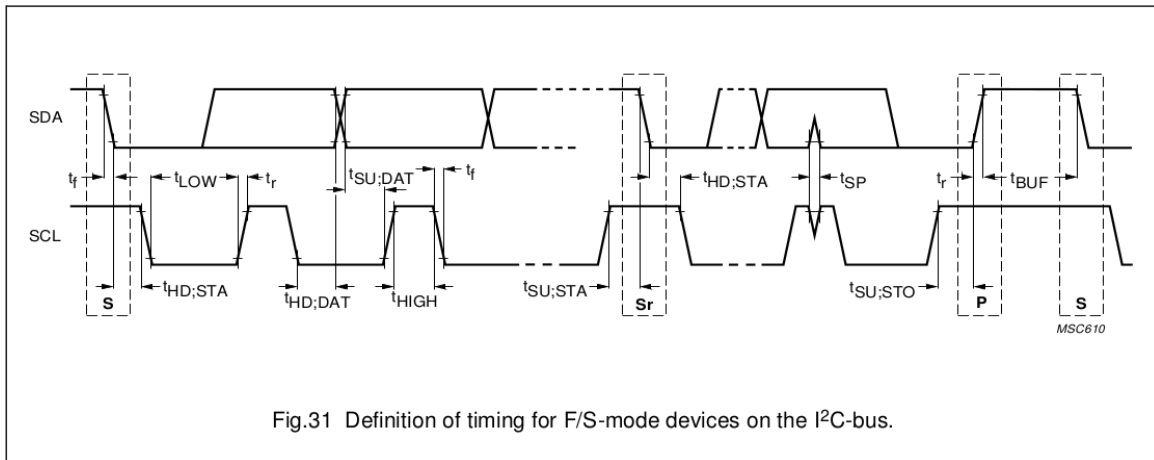 SDA
t_f t_LOW t_r t_SU;DAT t_f t_HD;STA t_SP t_r t_BUF
SCL
S t_HD;STA t_HD;DAT t_HIGH t_SU;STA Sr t_SU;STO P S
MSC610
Fig.31 Definition of timing for F/S-mode devices on the I²C-bus.